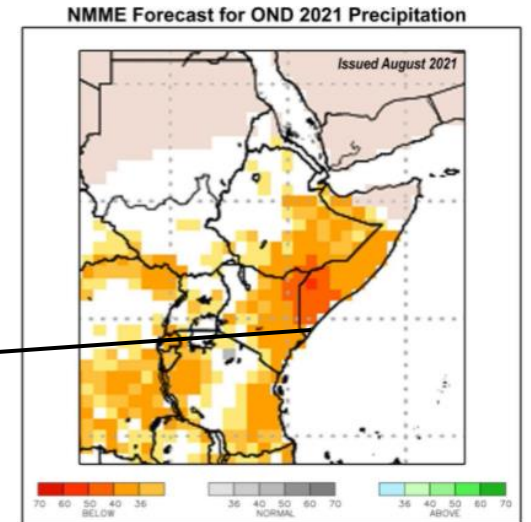 NMME Forecast for OND 2021 Precipitation
Issued August 2021
70 60 50 40 36 36 40 50 60 70 36 40 50 60 70
BELOW NORMAL ABOVE